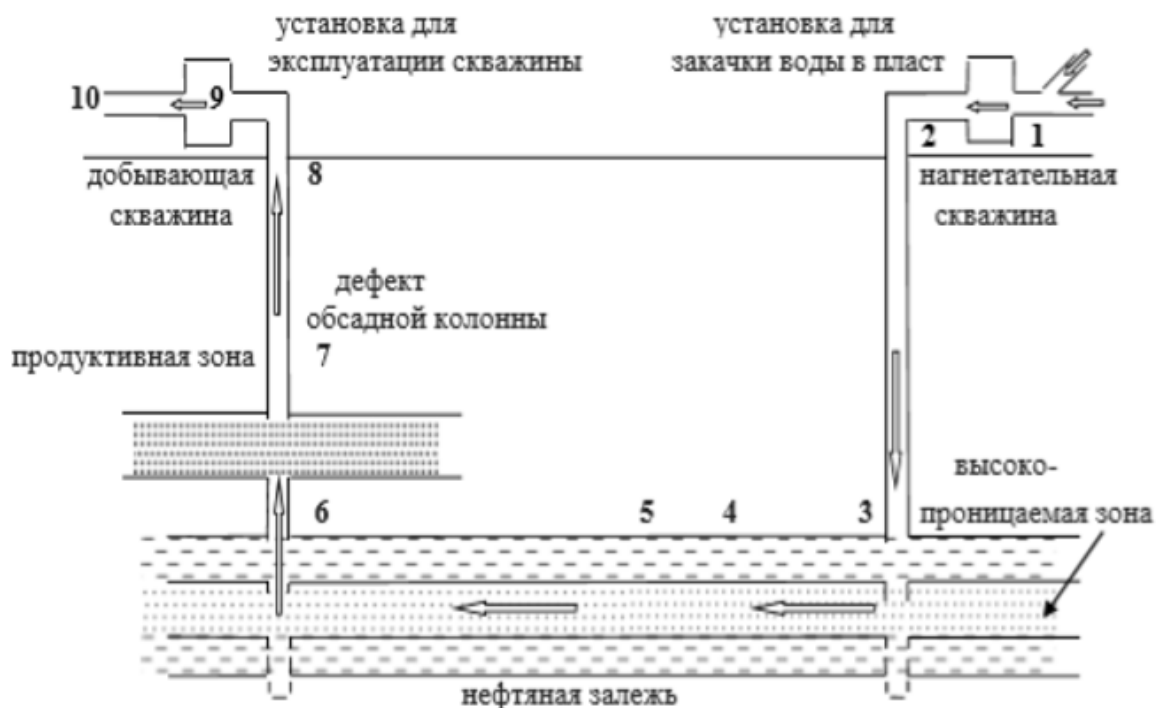 установка для
эксплуатации скважины
установка для
закачки воды в пласт
10
9
2
1
добывающая
скважина
8
нагнетательная
скважина
дефект
обсадной колонны
продуктивная зона
7
высоко-
проницаемая зона
6
5
4
3
нефтяная залежь